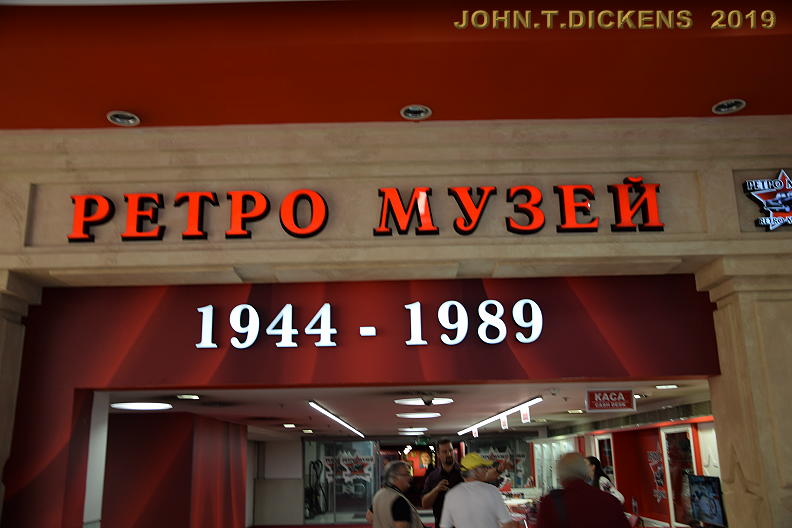 JOHN.T.DICKENS 2019
РЕТРО МУЗЕЙ
1944 - 1989
КАСА
CASH DESK